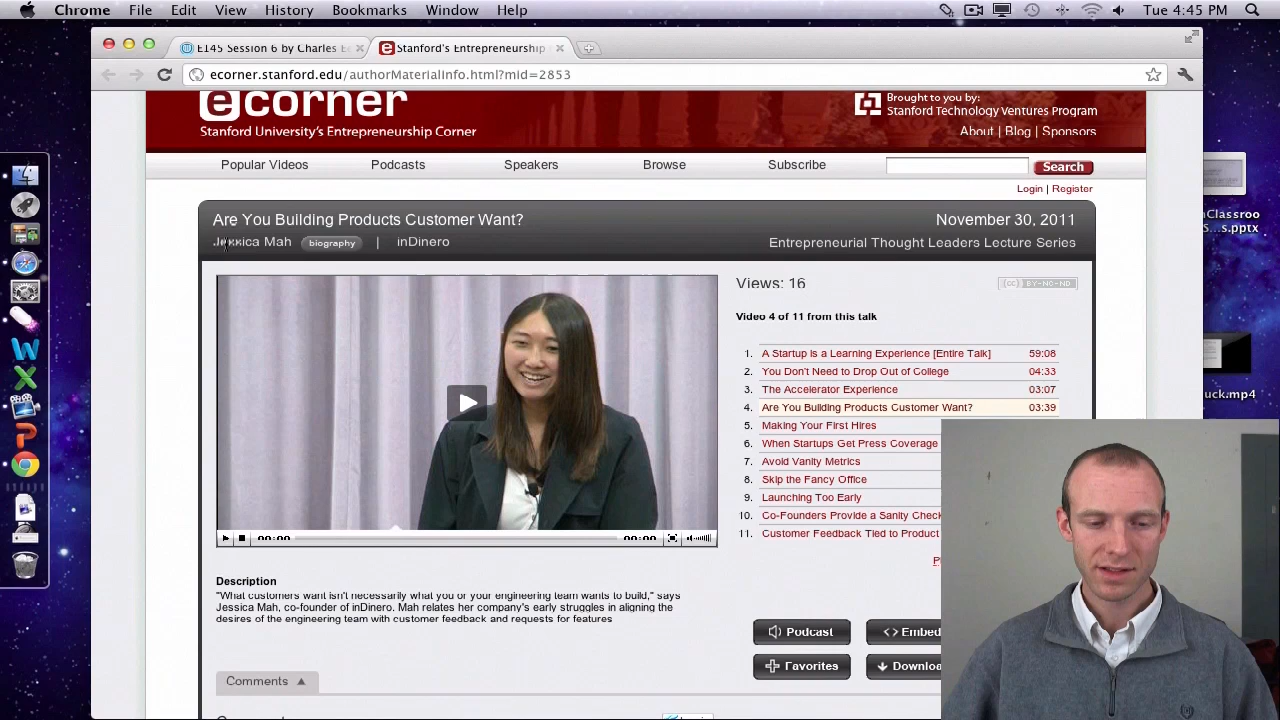 Chrome File Edit View History Bookmarks Window Help Tue 4:45 PM
E145 Session 6 by Charles E
Stanford's Entrepreneurship
ecorner.stanford.edu/authorMaterialInfo.html?mid=2853
ecorner
Stanford University's Entrepreneurship Corner
Brought to you by:
Stanford Technology Ventures Program
About | Blog | Sponsors
Popular Videos Podcasts Speakers Browse Subscribe Search
Login | Register
Are You Building Products Customer Want? November 30, 2011
Jessica Mah biography | inDinero Entrepreneurial Thought Leaders Lecture Series
Views: 16
(cc) BY-NC-ND
Video 4 of 11 from this talk
1. A Startup is a Learning Experience [Entire Talk] 59:08
2. You Don't Need to Drop Out of College 04:33
3. The Accelerator Experience 03:07
4. Are You Building Products Customer Want? 03:39
5. Making Your First Hires
6. When Startups Get Press Coverage
7. Avoid Vanity Metrics
8. Skip the Fancy Office
9. Launching Too Early
10. Co-Founders Provide a Sanity Check
11. Customer Feedback Tied to Product
00:00 00:00
Description
"What customers want isn't necessarily what you or your engineering team wants to build," says
Jessica Mah, co-founder of inDinero. Mah relates her company's early struggles in aligning the
desires of the engineering team with customer feedback and requests for features
Podcast
<> Embed
Favorites
Downloa
Comments
nClassroo
5...s.pptx
uck.mp4